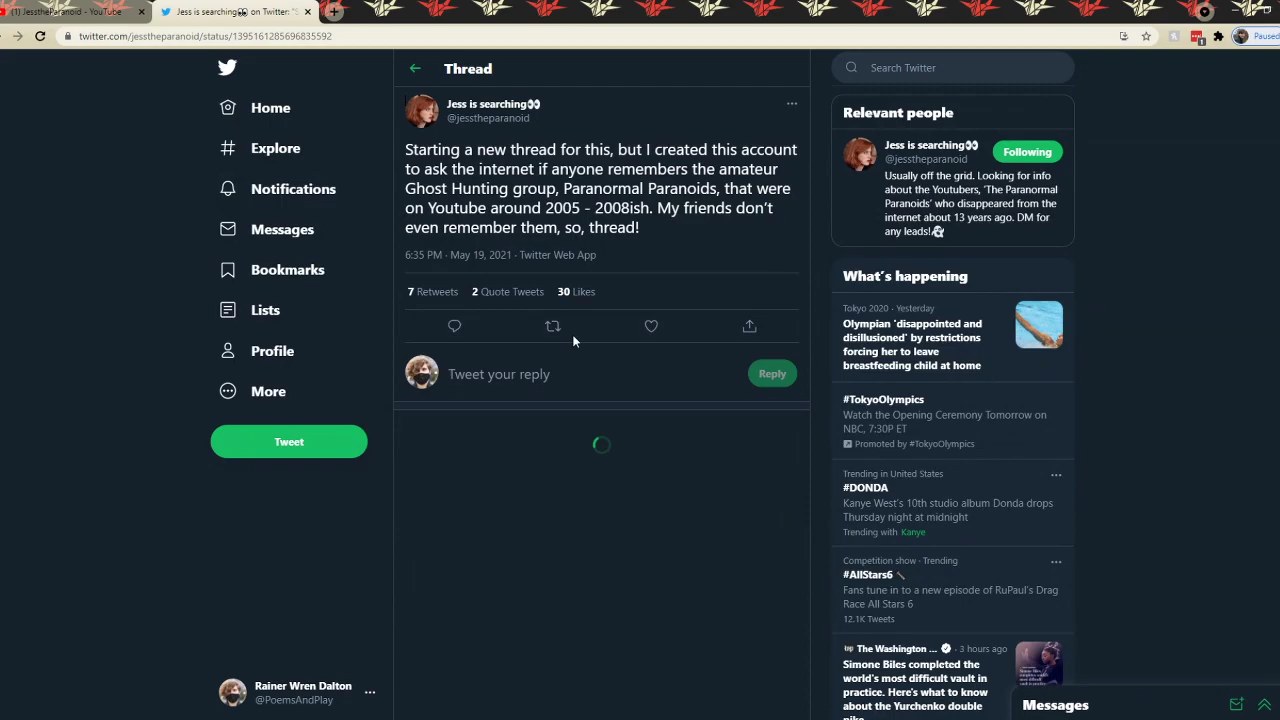 (1) JesstheParanoid - YouTube
Jess is searching👀 on Twitter: "S
twitter.com/jesstheparanoid/status/1395161285696835592
1
Paused
Home
Explore
Notifications
Messages
Bookmarks
Lists
Profile
More
Tweet
Rainer Wren Dalton
@PoemsAndPlay
Thread
Jess is searching👀
@jesstheparanoid
Starting a new thread for this, but I created this account
to ask the internet if anyone remembers the amateur
Ghost Hunting group, Paranormal Paranoids, that were
on Youtube around 2005 - 2008ish. My friends don't
even remember them, so, thread!
6:35 PM · May 19, 2021 · Twitter Web App
7 Retweets 2 Quote Tweets 30 Likes
Tweet your reply
Reply
Search Twitter
Relevant people
Jess is searching👀
@jesstheparanoid
Following
Usually off the grid. Looking for info
about the Youtubers, 'The Paranormal
Paranoids' who disappeared from the
internet about 13 years ago. DM for
any leads!👻
What's happening
Tokyo 2020 · Yesterday
Olympian 'disappointed and
disillusioned' by restrictions
forcing her to leave
breastfeeding child at home
#TokyoOlympics
Watch the Opening Ceremony Tomorrow on
NBC, 7:30P ET
Promoted by #TokyoOlympics
Trending in United States
#DONDA
Kanye West's 10th studio album Donda drops
Thursday night at midnight
Trending with Kanye
Competition show · Trending
#AllStars6
Fans tune in to a new episode of RuPaul's Drag
Race All Stars 6
12.1K Tweets
The Washington ... · 3 hours ago
Simone Biles completed the
world's most difficult vault in
practice. Here's what to know
about the Yurchenko double
pike
Messages